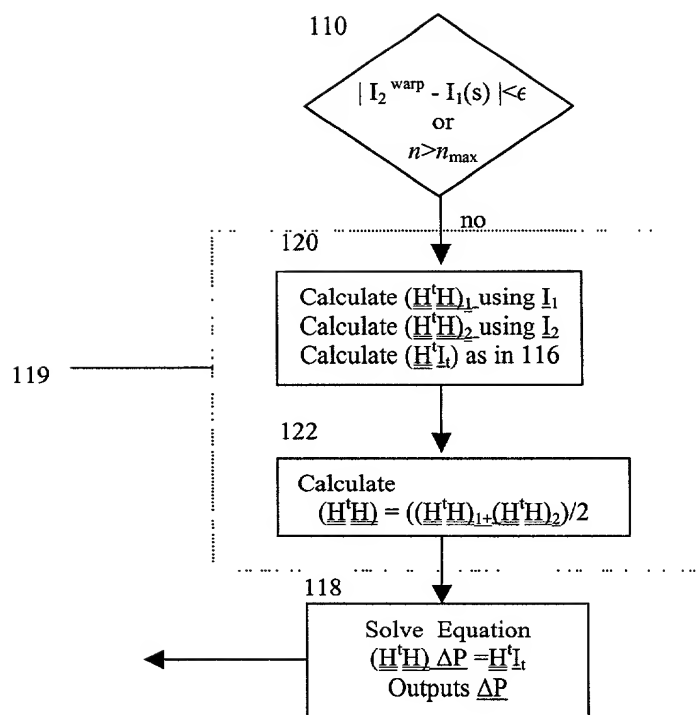 110
| I₂ ʷᵃʳᵖ - I₁(s) |<ϵ
or
n>nmax
no
120
Calculate (HᵗH)₁ using I₁
Calculate (HᵗH)₂ using I₂
Calculate (HᵗIₜ) as in 116
119
122
Calculate
(HᵗH) = ((HᵗH)₁₊(HᵗH)₂)/2
118
Solve Equation
(HᵗH) ΔP =HᵗIₜ
Outputs ΔP